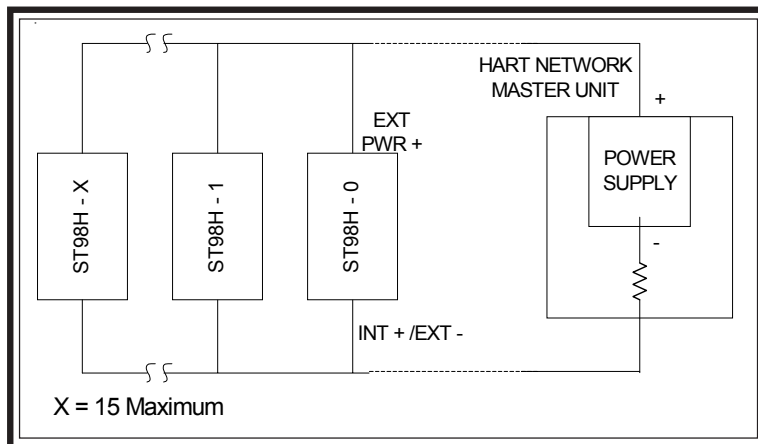 HART NETWORK
MASTER UNIT
+
EXT
PWR +
POWER
SUPPLY
-
ST98H - X
ST98H - 1
ST98H - 0
INT + /EXT -
X = 15 Maximum